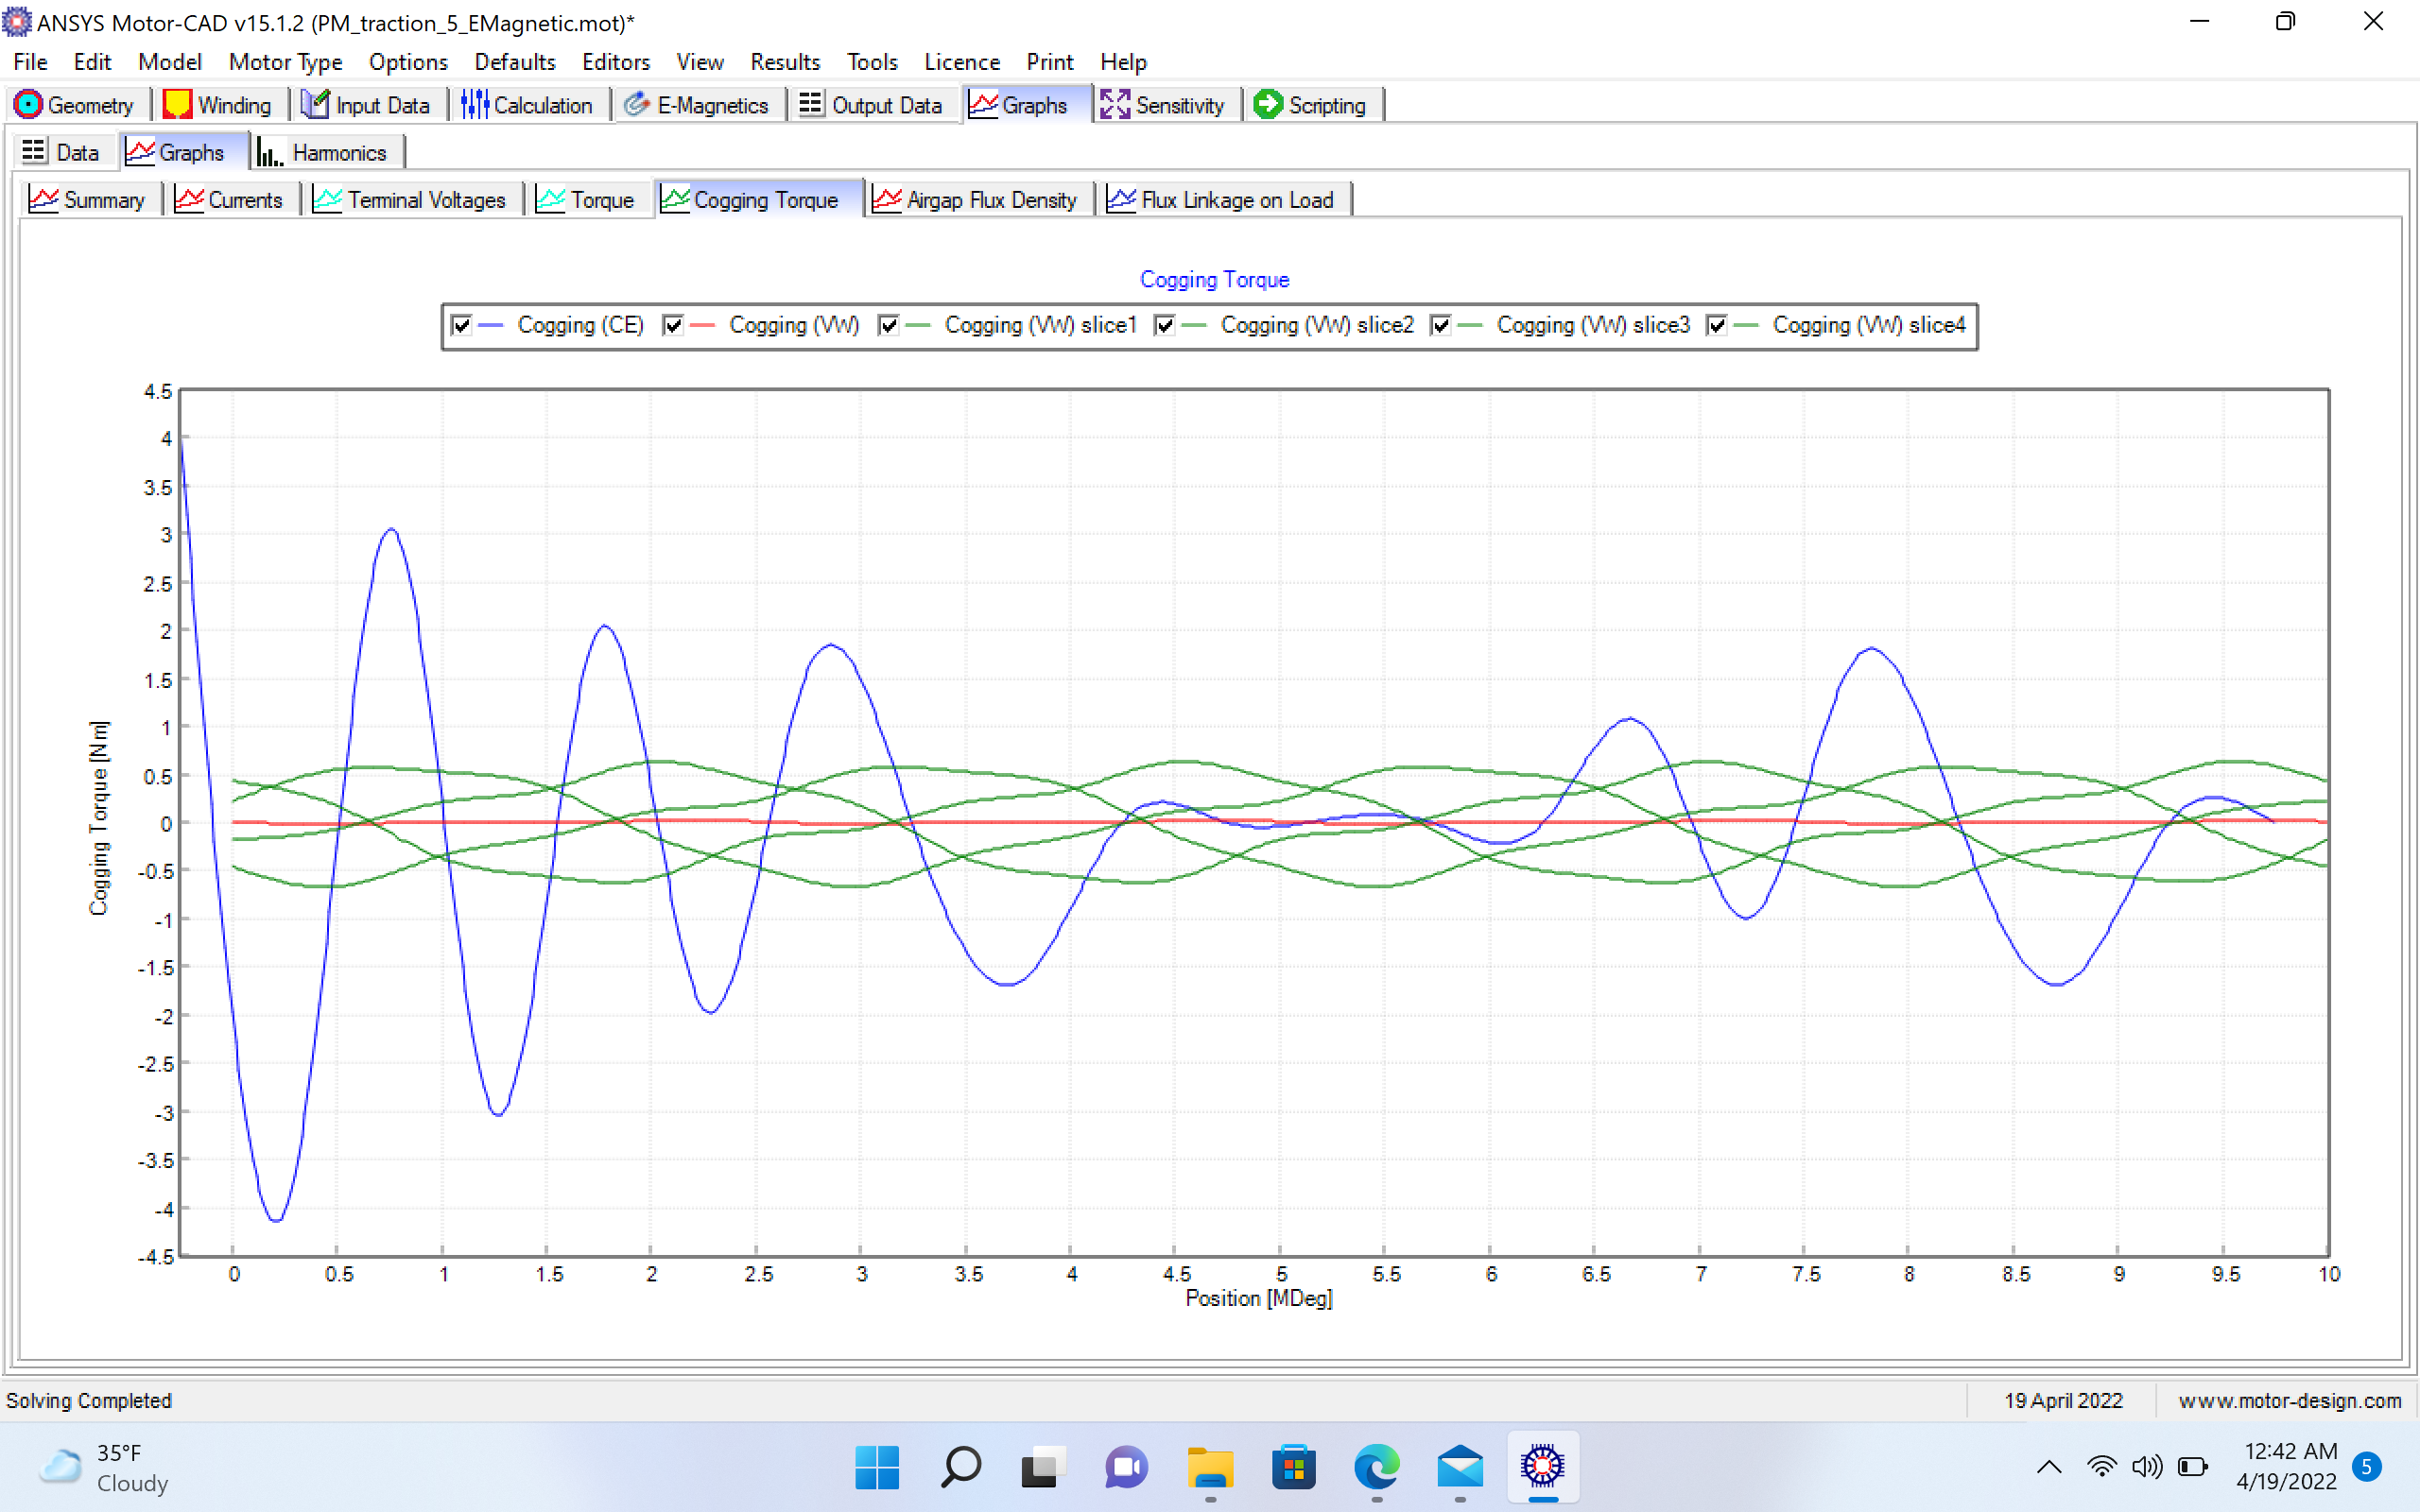 ANSYS Motor-CAD v15.1.2 (PM_traction_5_EMagnetic.mot)*
File Edit Model Motor Type Options Defaults Editors View Results Tools Licence Print Help
Geometry Winding Input Data Calculation E-Magnetics Output Data Graphs Sensitivity Scripting
Data Graphs Harmonics
Summary Currents Terminal Voltages Torque Cogging Torque Airgap Flux Density Flux Linkage on Load
Cogging Torque
Cogging (CE) Cogging (VW) Cogging (VW) slice1 Cogging (VW) slice2 Cogging (VW) slice3 Cogging (VW) slice4
4.5
4
3.5
3
2.5
2
1.5
1
0.5
0
-0.5
-1
-1.5
-2
-2.5
-3
-3.5
-4
-4.5
Cogging Torque [Nm]
0 0.5 1 1.5 2 2.5 3 3.5 4 4.5 5 5.5 6 6.5 7 7.5 8 8.5 9 9.5 10
Position [MDeg]
Solving Completed 19 April 2022 www.motor-design.com
35°F
Cloudy
12:42 AM
4/19/2022
5